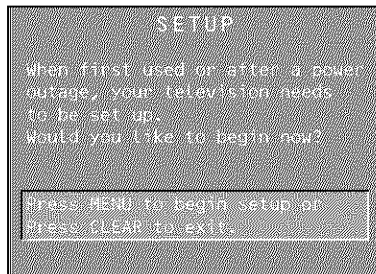 SETUP
When first used or after a power
outage, your television needs
to be set up.
Would you like to begin now?
Press MENU to begin setup or
Press CLEAR to exit.